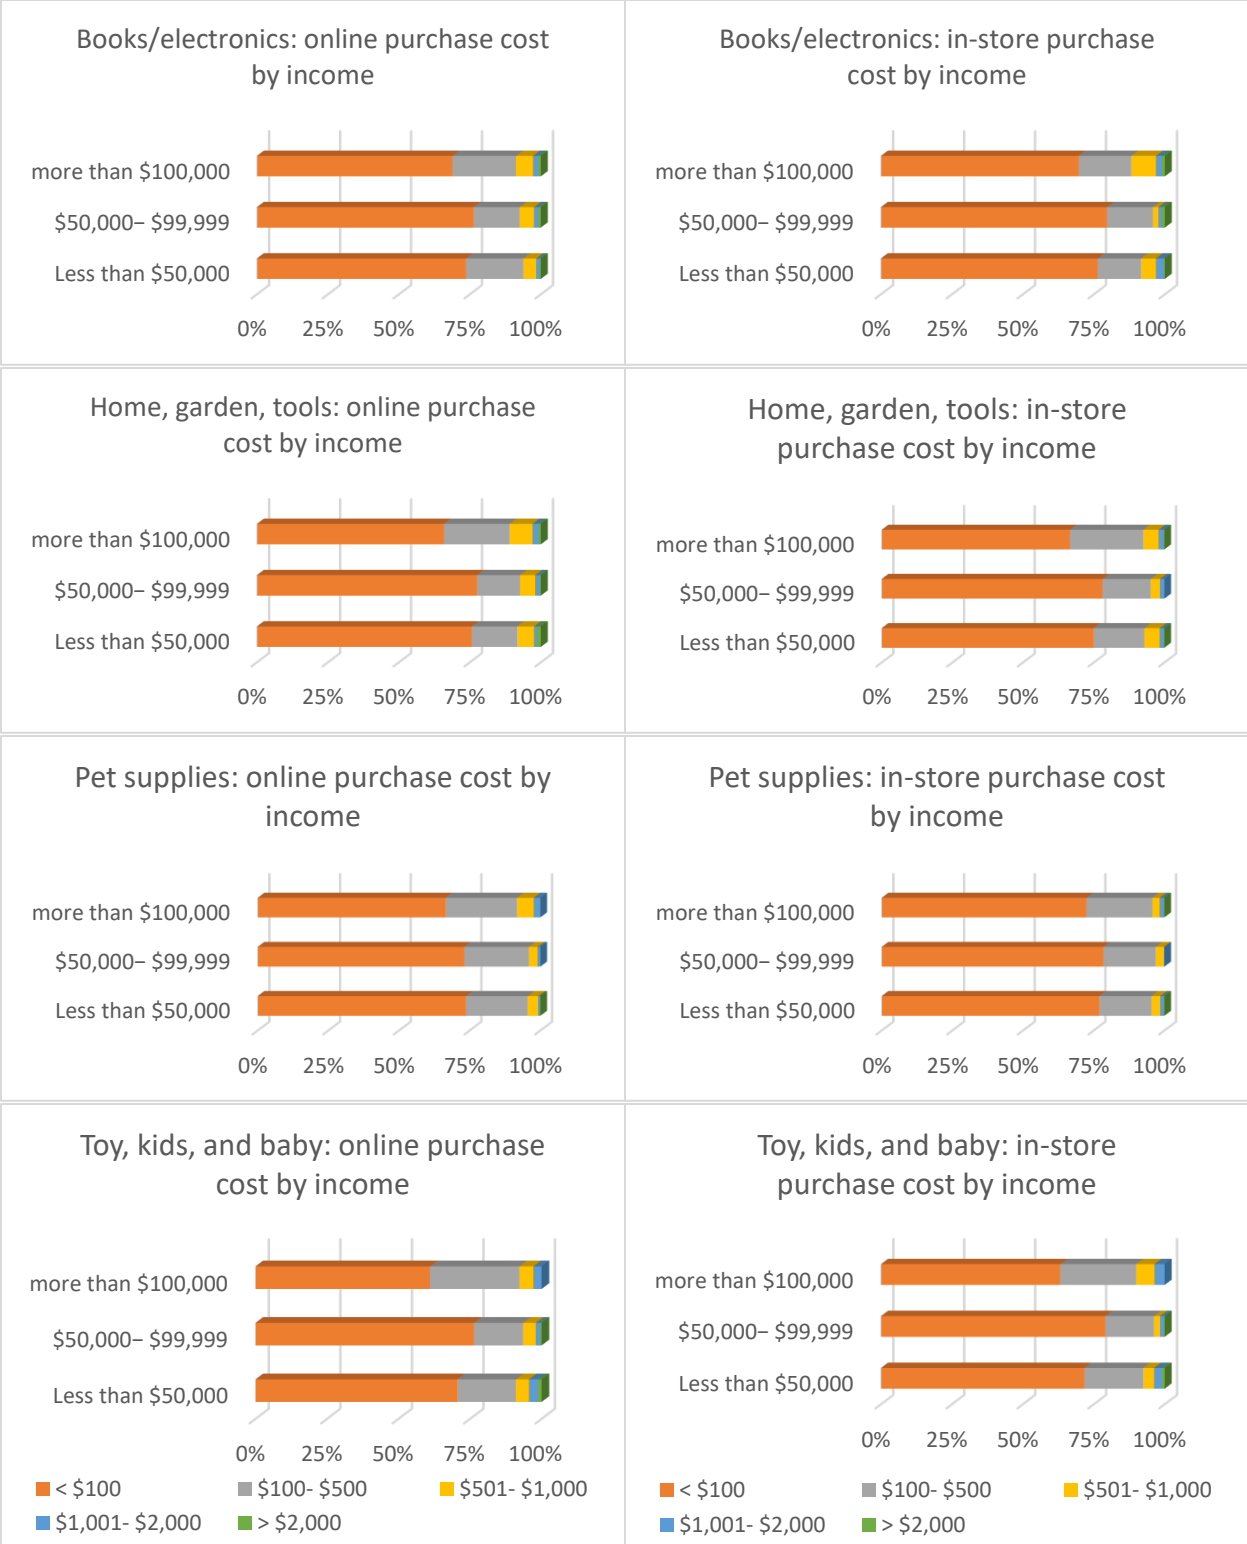 Books/electronics: online purchase cost
by income
more than $100,000
$50,000– $99,999
Less than $50,000
0% 25% 50% 75% 100%
Books/electronics: in-store purchase
cost by income
more than $100,000
$50,000– $99,999
Less than $50,000
0% 25% 50% 75% 100%
Home, garden, tools: online purchase
cost by income
more than $100,000
$50,000– $99,999
Less than $50,000
0% 25% 50% 75% 100%
Home, garden, tools: in-store
purchase cost by income
more than $100,000
$50,000– $99,999
Less than $50,000
0% 25% 50% 75% 100%
Pet supplies: online purchase cost by
income
more than $100,000
$50,000– $99,999
Less than $50,000
0% 25% 50% 75% 100%
Pet supplies: in-store purchase cost
by income
more than $100,000
$50,000– $99,999
Less than $50,000
0% 25% 50% 75% 100%
Toy, kids, and baby: online purchase
cost by income
more than $100,000
$50,000– $99,999
Less than $50,000
0% 25% 50% 75% 100%
< $100 $100- $500 $501- $1,000
$1,001- $2,000 > $2,000
Toy, kids, and baby: in-store
purchase cost by income
more than $100,000
$50,000– $99,999
Less than $50,000
0% 25% 50% 75% 100%
< $100 $100- $500 $501- $1,000
$1,001- $2,000 > $2,000